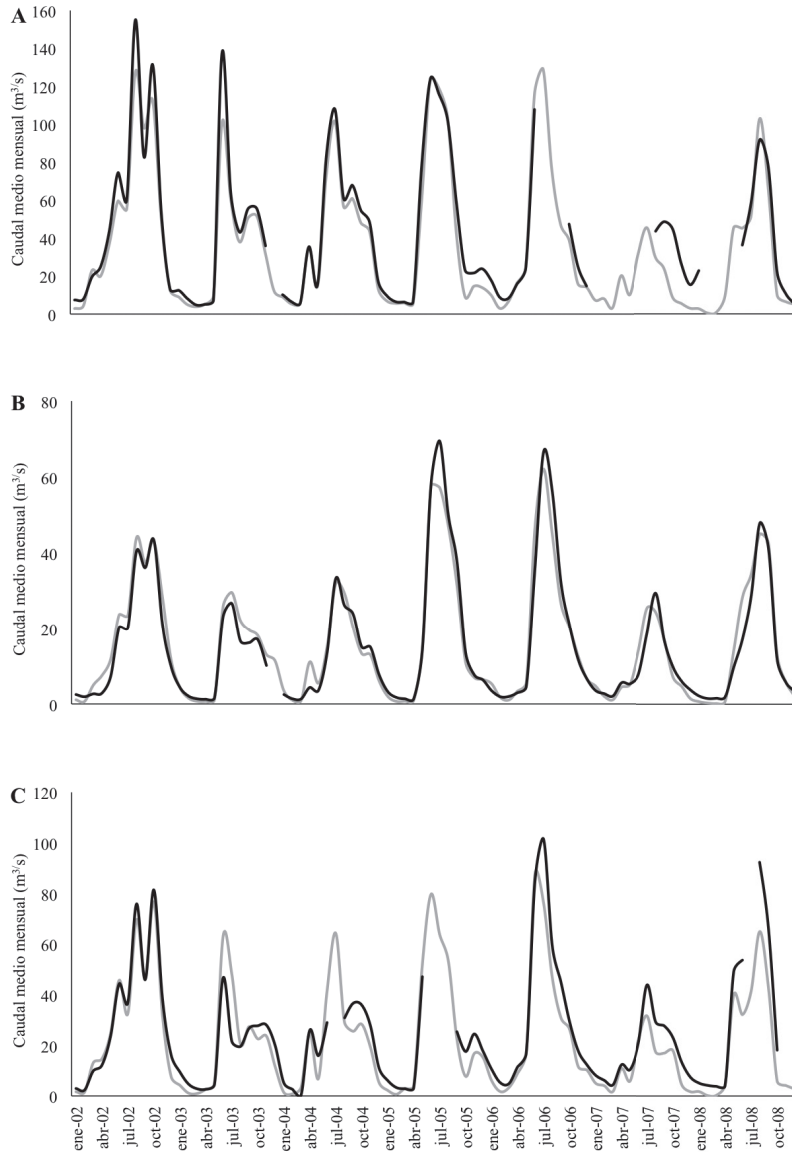 A
160
140
120
100
80
60
40
20
0
Caudal medio mensual (m³/s)
B
80
60
40
20
0
Caudal medio mensual (m³/s)
C
120
100
80
60
40
20
0
Caudal medio mensual (m³/s)
ene-02
abr-02
jul-02
oct-02
ene-03
abr-03
jul-03
oct-03
ene-04
abr-04
jul-04
oct-04
ene-05
abr-05
jul-05
oct-05
ene-06
abr-06
jul-06
oct-06
ene-07
abr-07
jul-07
oct-07
ene-08
abr-08
jul-08
oct-08